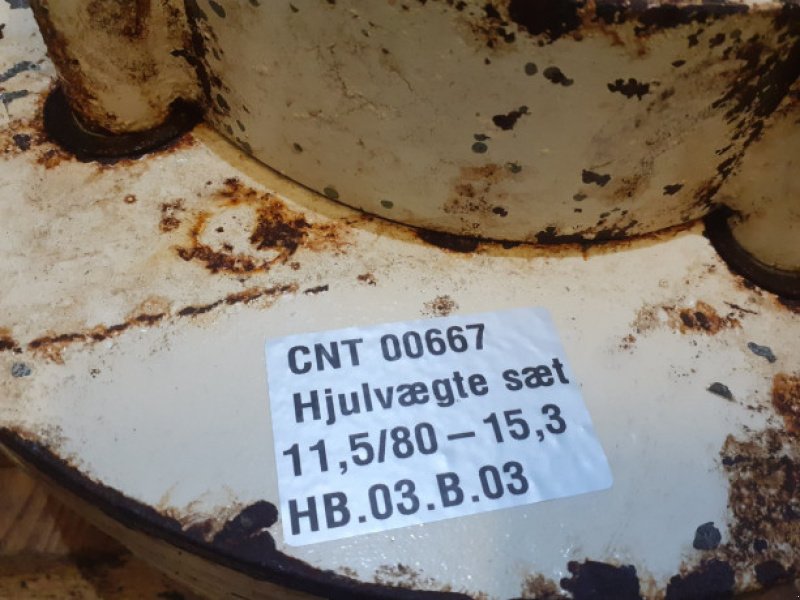 CNT 00667
Hjulvægte sæt
11,5/80 – 15,3
HB.03.B.03